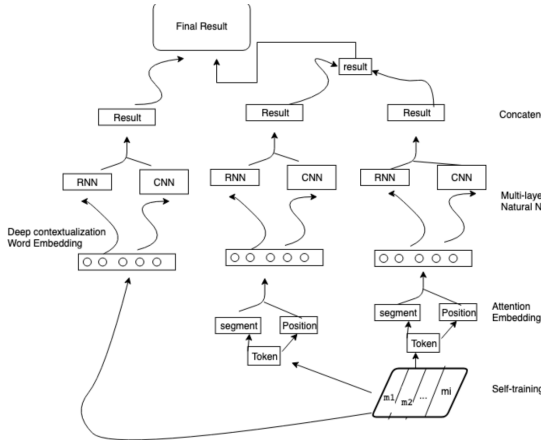 Final Result
result
Result
Result
Result
Concaten
RNN
CNN
RNN
CNN
RNN
CNN
Multi-laye
Natural N
Deep contextualization
Word Embedding
segment
Position
segment
Position
Attention
Embedding
Token
Token
m1
m2
...
mi
Self-training